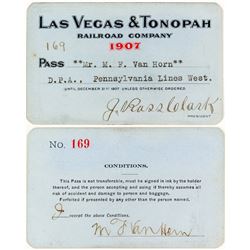 LAS VEGAS & TONOPAH
RAILROAD COMPANY
169
1907
PASS **Mr. M. F. Van Horn**
D.P.A., Pennsylvania Lines West.
UNTIL DECEMBER 31ST 1907 UNLESS OTHERWISE ORDERED.
J. Ross Clark
PRESIDENT
No. 169
CONDITIONS.
This Pass is not transferable, must be signed in ink by the holder
thereof, and the person accepting and using it thereby assumes
all risk of accident and damage to person and baggage.
Forfeited if presented by any other than the person named.
I accept the above Conditions.
M F Van Horn